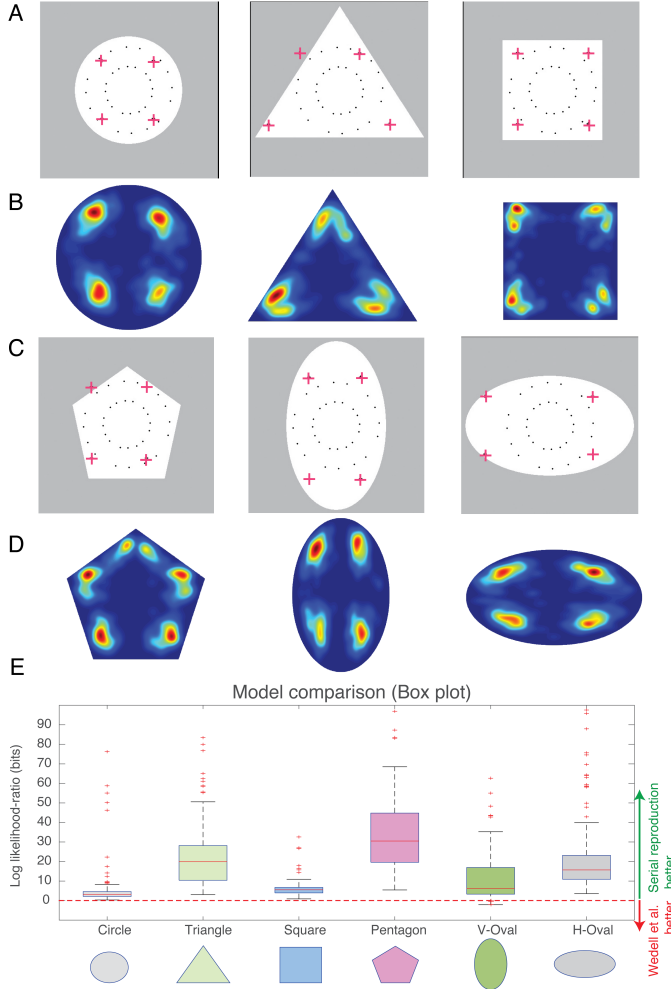 A
B
C
D
E
Model comparison (Box plot)
Log likelihood-ratio (bits)
90
80
70
60
50
40
30
20
10
0
Circle
Triangle
Square
Pentagon
V-Oval
H-Oval
Serial reproduction
better
Wedell et al.
better